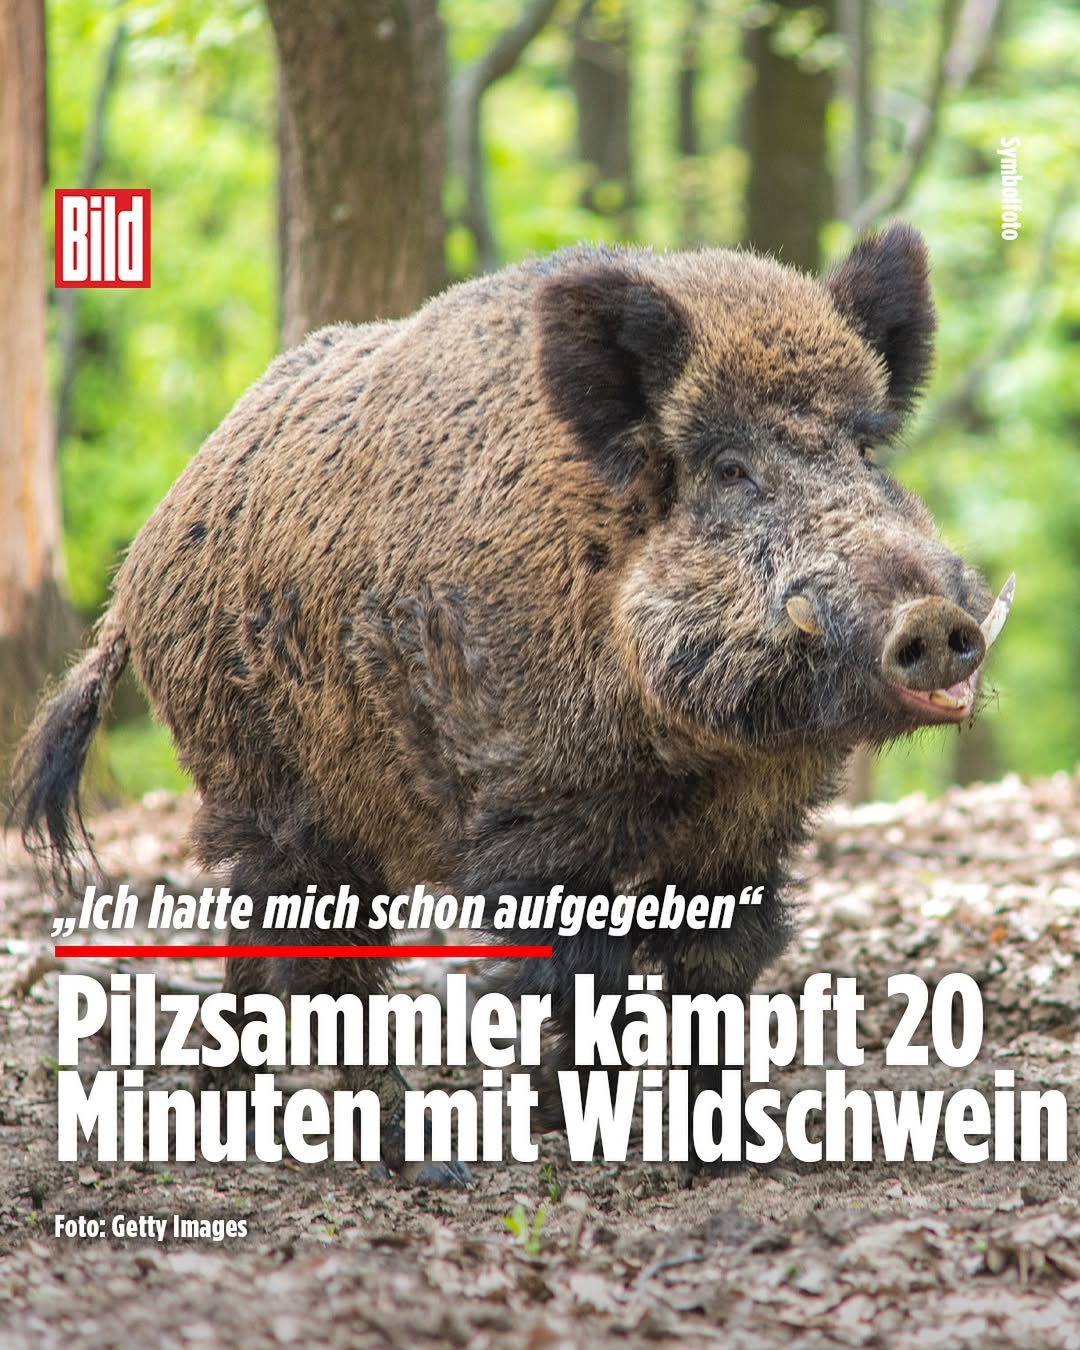 Symbolfoto
Bild
„Ich hatte mich schon aufgegeben“
Pilzsammler kämpft 20
Minuten mit Wildschwein
Foto: Getty Images